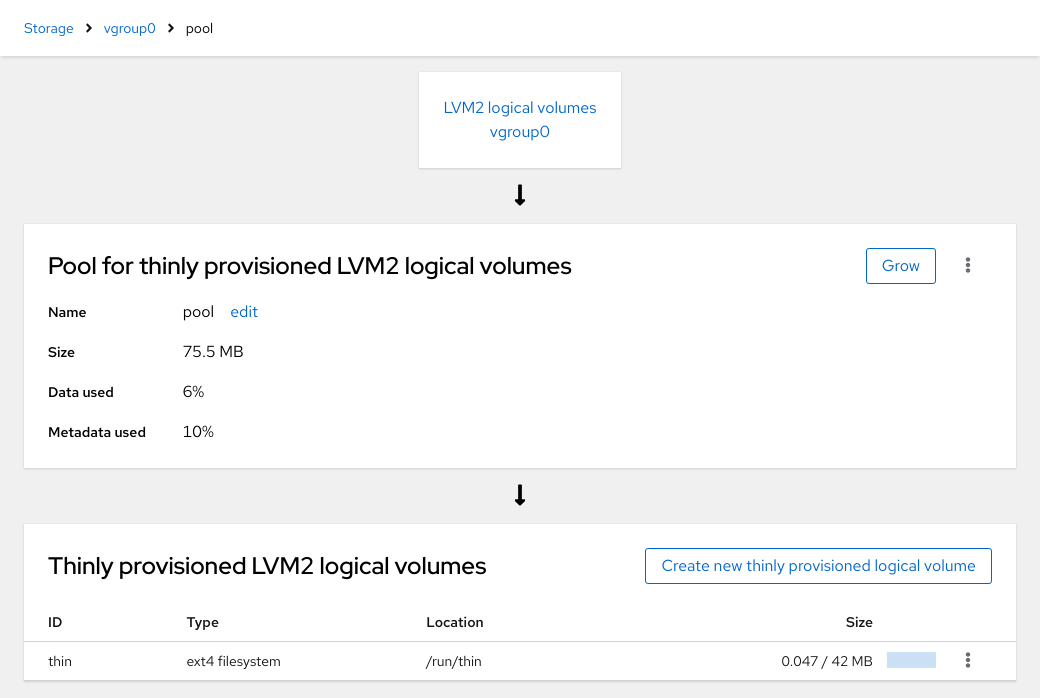 Storage > vgroup0 > pool
LVM2 logical volumes
vgroup0
Pool for thinly provisioned LVM2 logical volumes Grow
Name pool edit
Size 75.5 MB
Data used 6%
Metadata used 10%
Thinly provisioned LVM2 logical volumes Create new thinly provisioned logical volume
ID Type Location Size
thin ext4 filesystem /run/thin 0.047 / 42 MB